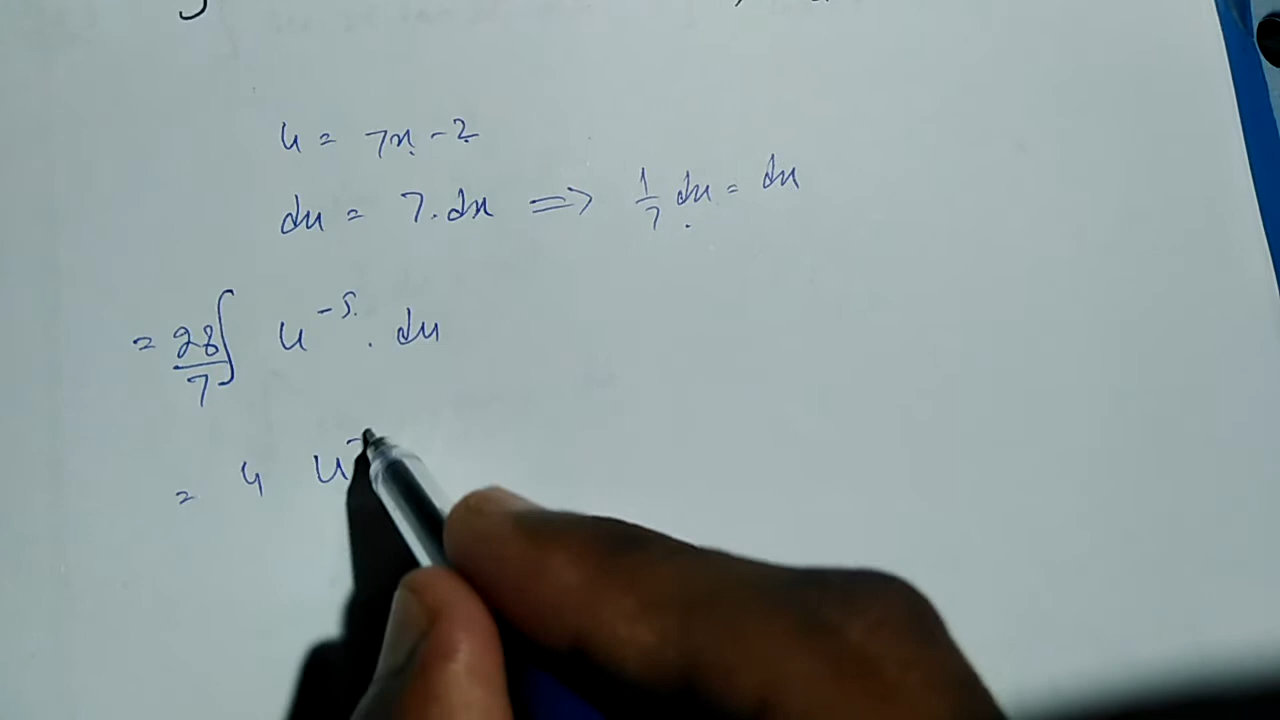 u = 7x - 2
du = 7. dx => 1/7 du = dx
= 28/7 ∫ u^-5 . du
= 4 u^-